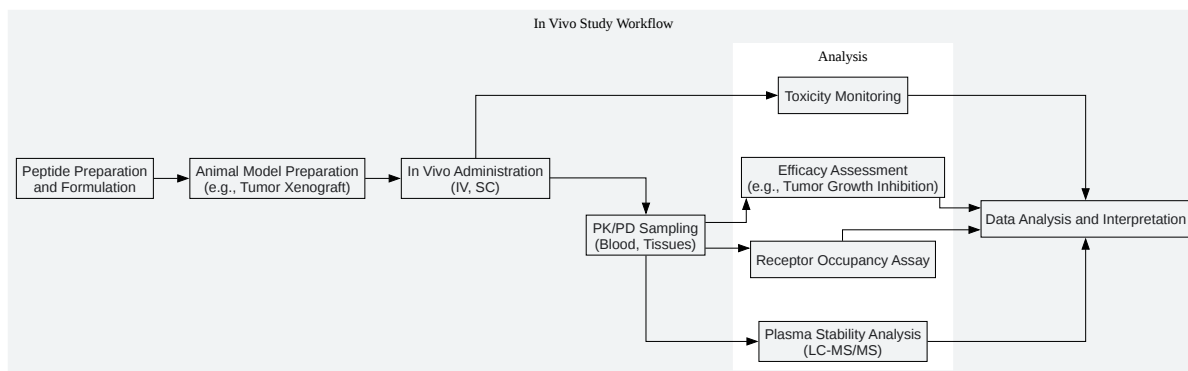 In Vivo Study Workflow
Analysis
Toxicity Monitoring
Peptide Preparation
and Formulation
Animal Model Preparation
(e.g., Tumor Xenograft)
In Vivo Administration
(IV, SC)
Efficacy Assessment
(e.g., Tumor Growth Inhibition)
PK/PD Sampling
(Blood, Tissues)
Data Analysis and Interpretation
Receptor Occupancy Assay
Plasma Stability Analysis
(LC-MS/MS)